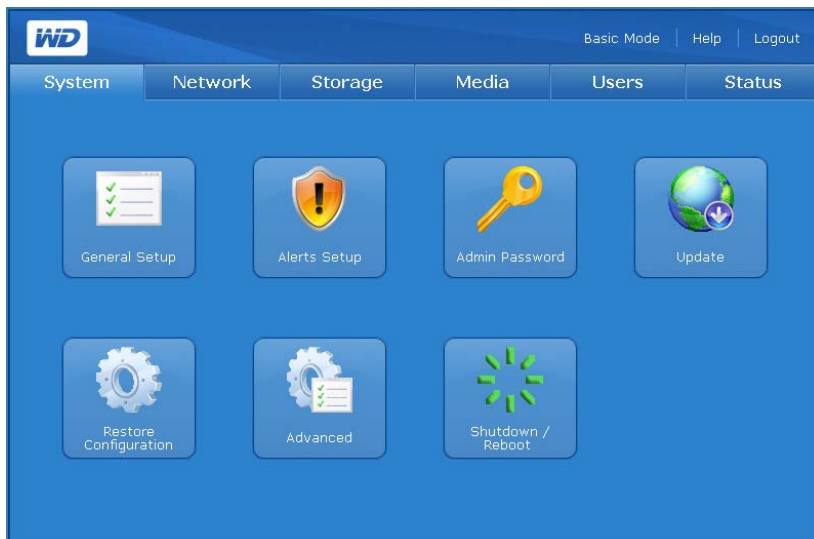 WD
Basic Mode | Help | Logout
System Network Storage Media Users Status
General Setup Alerts Setup Admin Password Update
Restore
Configuration
Advanced
Shutdown /
Reboot